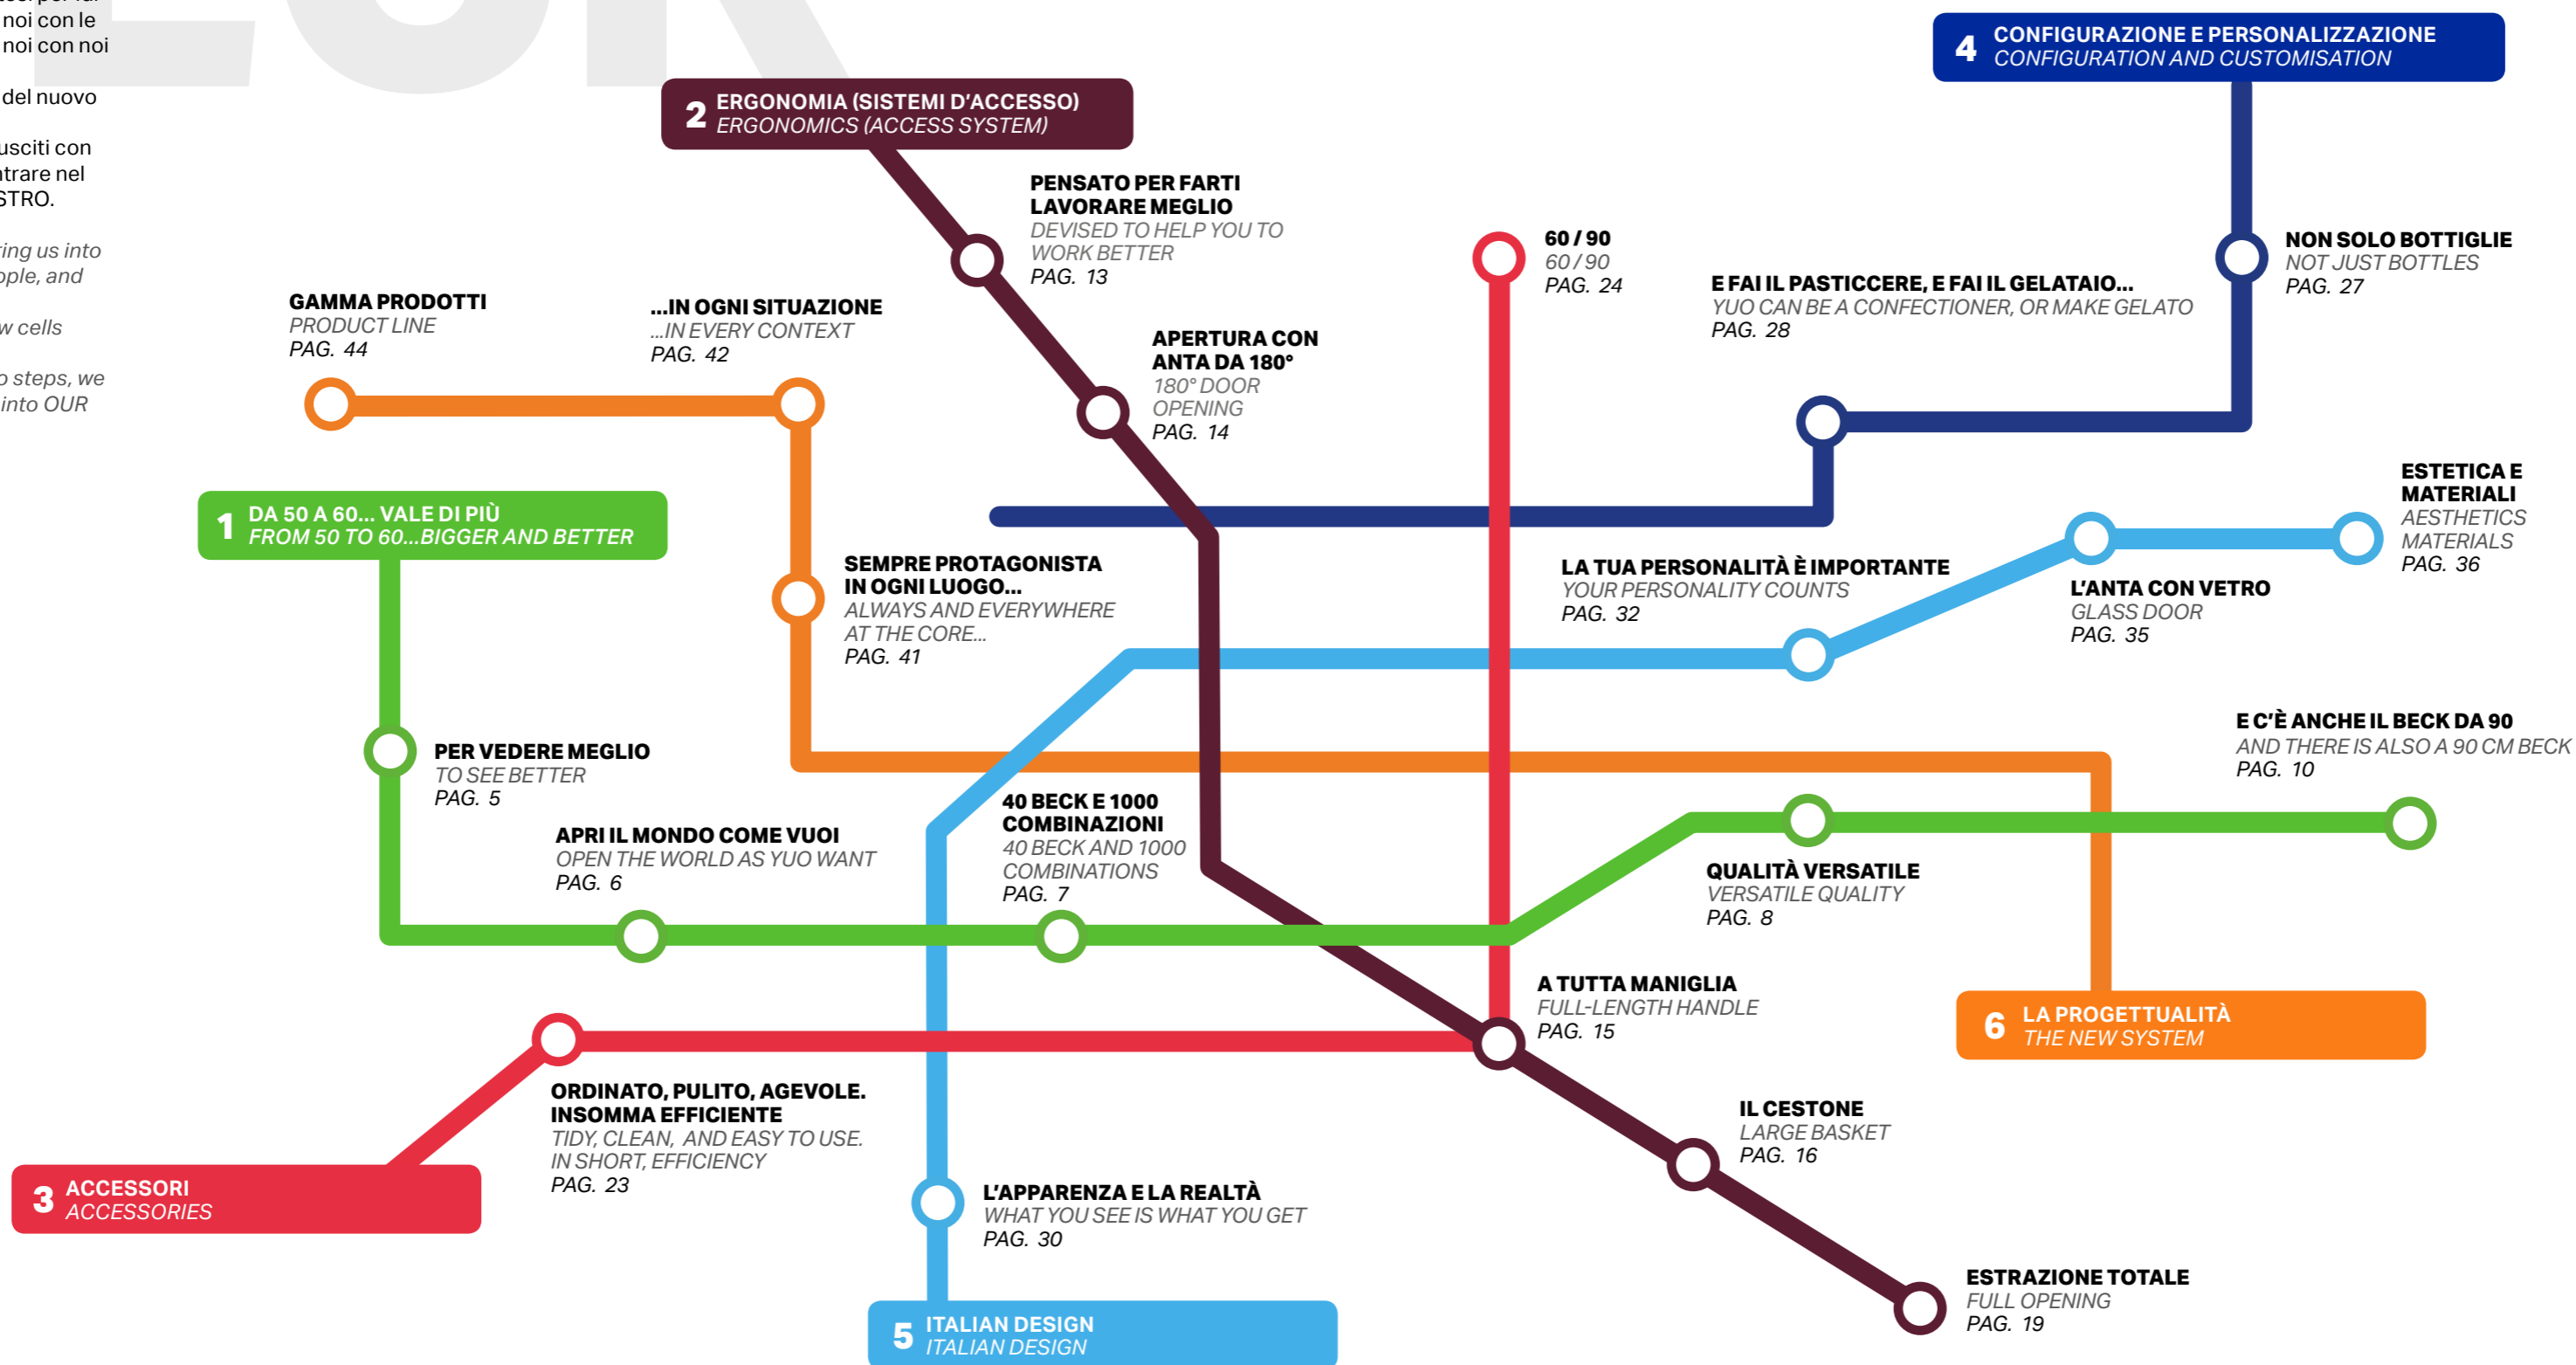 noi con le
noi con noi
del nuovo
usciti con
STRO.
ring us into
ople, and
w cells
o steps, we
into OUR
4 CONFIGURAZIONE E PERSONALIZZAZIONE
CONFIGURATION AND CUSTOMISATION
2 ERGONOMIA (SISTEMI D'ACCESSO)
ERGONOMICS (ACCESS SYSTEM)
PENSATO PER FARTI
LAVORARE MEGLIO
DEVISED TO HELP YOU TO
WORK BETTER
PAG. 13
60 / 90
60 / 90
PAG. 24
NON SOLO BOTTIGLIE
NOT JUST BOTTLES
PAG. 27
E FAI IL PASTICCERE, E FAI IL GELATAIO...
YUO CAN BE A CONFECTIONER, OR MAKE GELATO
PAG. 28
GAMMA PRODOTTI
PRODUCT LINE
PAG. 44
...IN OGNI SITUAZIONE
...IN EVERY CONTEXT
PAG. 42
APERTURA CON
ANTA DA 180°
180° DOOR
OPENING
PAG. 14
1 DA 50 A 60... VALE DI PIÙ
FROM 50 TO 60...BIGGER AND BETTER
ESTETICA E
MATERIALI
AESTHETICS
MATERIALS
PAG. 36
SEMPRE PROTAGONISTA
IN OGNI LUOGO...
ALWAYS AND EVERYWHERE
AT THE CORE...
PAG. 41
LA TUA PERSONALITÀ È IMPORTANTE
YOUR PERSONALITY COUNTS
PAG. 32
L'ANTA CON VETRO
GLASS DOOR
PAG. 35
PER VEDERE MEGLIO
TO SEE BETTER
PAG. 5
E C'È ANCHE IL BECK DA 90
AND THERE IS ALSO A 90 CM BECK
PAG. 10
APRI IL MONDO COME VUOI
OPEN THE WORLD AS YUO WANT
PAG. 6
40 BECK E 1000
COMBINAZIONI
40 BECK AND 1000
COMBINATIONS
PAG. 7
QUALITÀ VERSATILE
VERSATILE QUALITY
PAG. 8
A TUTTA MANIGLIA
FULL-LENGTH HANDLE
PAG. 15
6 LA PROGETTUALITÀ
THE NEW SYSTEM
ORDINATO, PULITO, AGEVOLE.
INSOMMA EFFICIENTE
TIDY, CLEAN, AND EASY TO USE.
IN SHORT, EFFICIENCY
PAG. 23
IL CESTONE
LARGE BASKET
PAG. 16
3 ACCESSORI
ACCESSORIES
L'APPARENZA E LA REALTÀ
WHAT YOU SEE IS WHAT YOU GET
PAG. 30
ESTRAZIONE TOTALE
FULL OPENING
PAG. 19
5 ITALIAN DESIGN
ITALIAN DESIGN